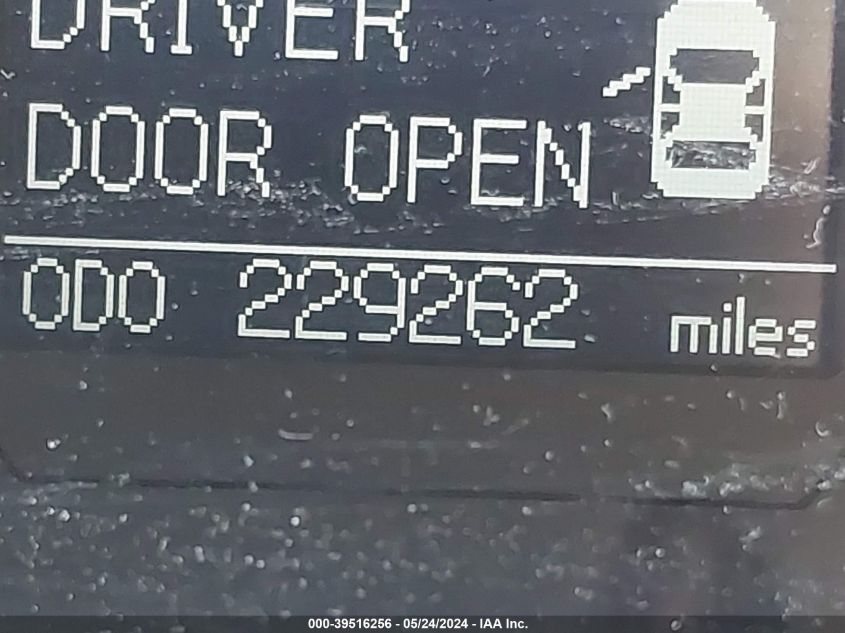 DRIVER
DOOR OPEN
ODO 229262 miles
000-39516256 - 05/24/2024 - IAA Inc.